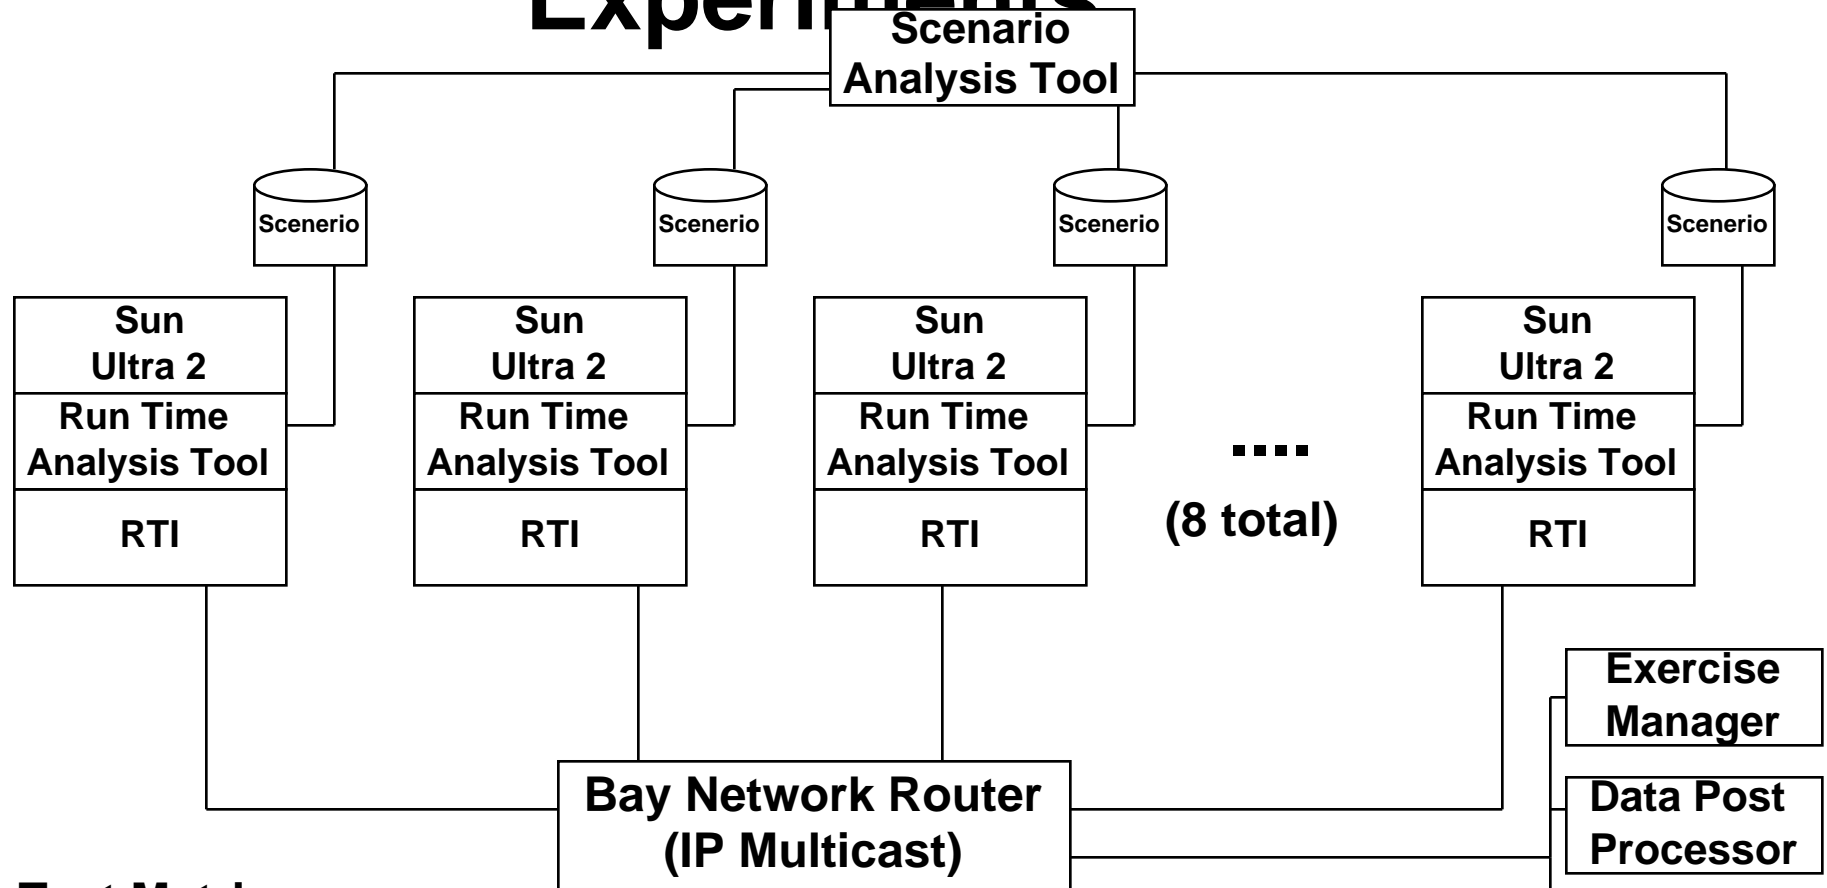 Experiments
Scenario
Analysis Tool
Scenerio
Scenerio
Scenerio
Scenerio
Sun
Ultra 2
Run Time
Analysis Tool
RTI
Sun
Ultra 2
Run Time
Analysis Tool
RTI
Sun
Ultra 2
Run Time
Analysis Tool
RTI
....
(8 total)
Sun
Ultra 2
Run Time
Analysis Tool
RTI
Exercise
Manager
Data Post
Processor
Bay Network Router
(IP Multicast)